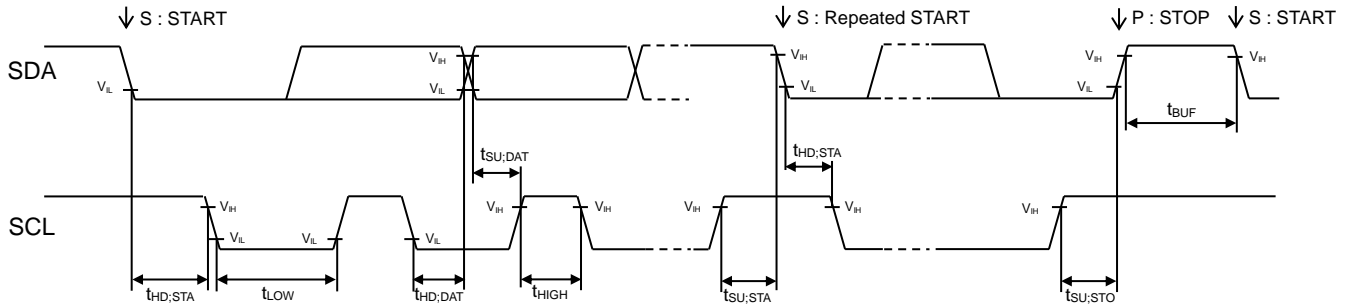 S : START
S : Repeated START
P : STOP
S : START
SDA
VIL
VIH
VIL
VIH
VIL
VIH
VIL
VIH
tBUF
tSU;DAT
tHD;STA
SCL
VIH
VIL
VIL
VIL
VIH
VIH
VIH
VIH
VIH
tHD;STA
tLOW
tHD;DAT
tHIGH
tSU;STA
tSU;STO